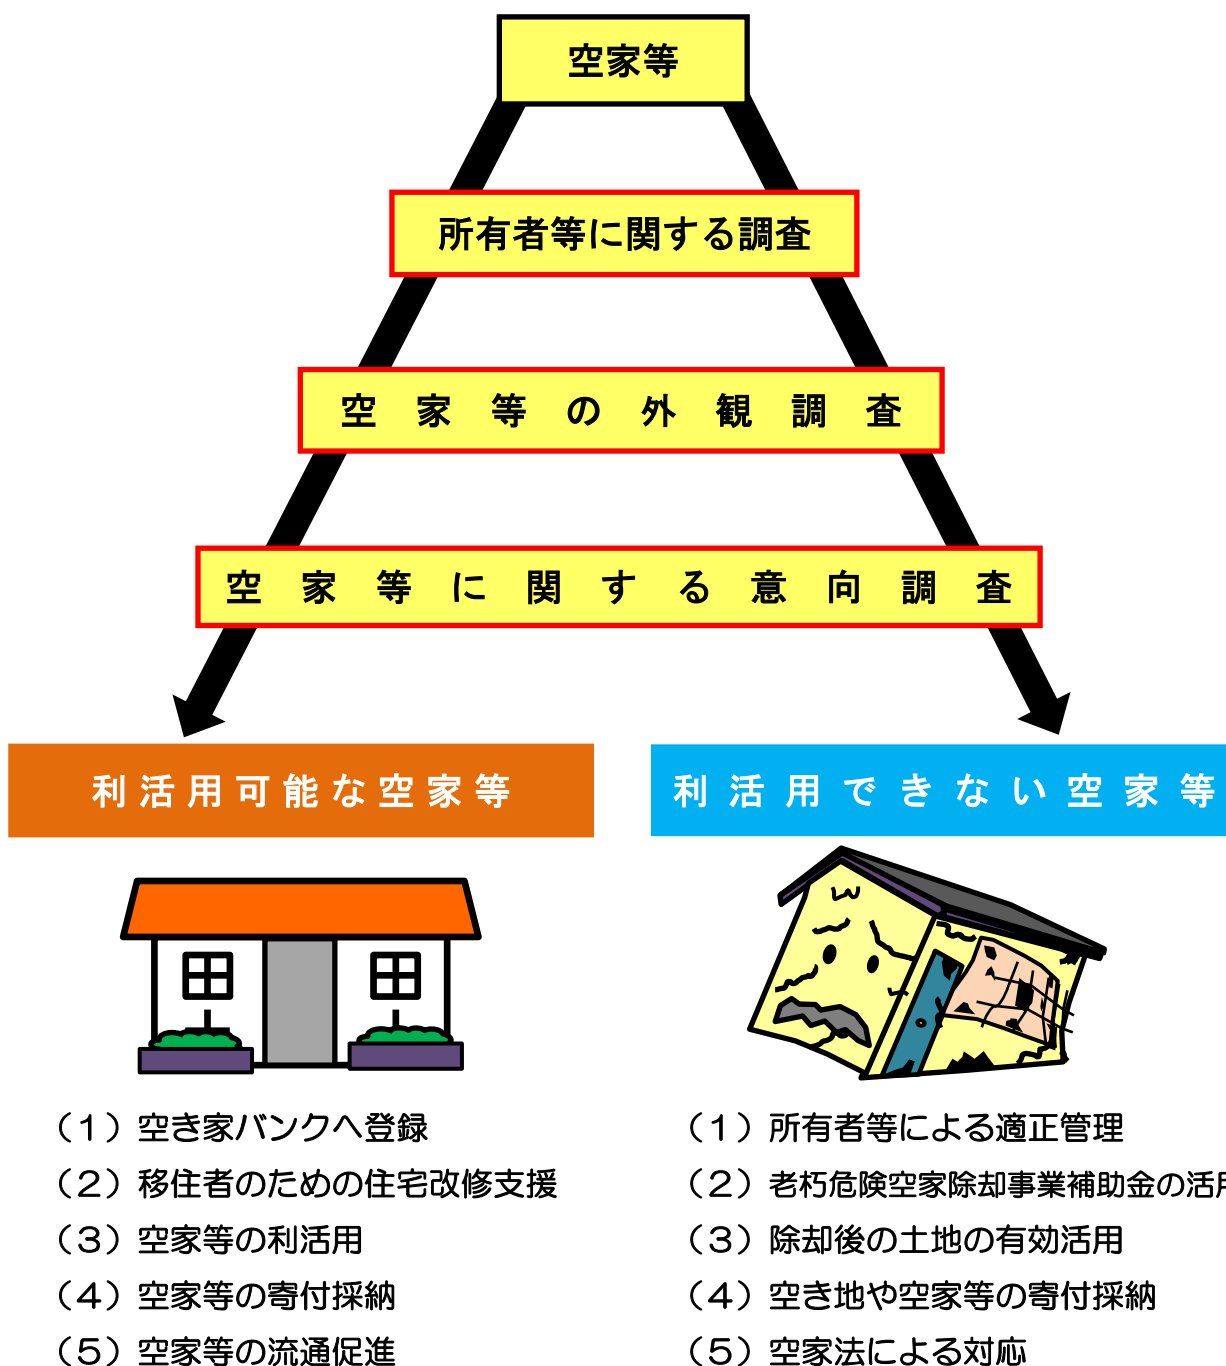 空家等
所有者等に関する調査
空家等の外観調査
空家等に関する意向調査
利活用可能な空家等
利活用できない空家等
（１）空き家バンクへ登録
（２）移住者のための住宅改修支援
（３）空家等の利活用
（４）空家等の寄付採納
（５）空家等の流通促進
（１）所有者等による適正管理
（２）老朽危険空家除却事業補助金の活用
（３）除却後の土地の有効活用
（４）空き地や空家等の寄付採納
（５）空家法による対応